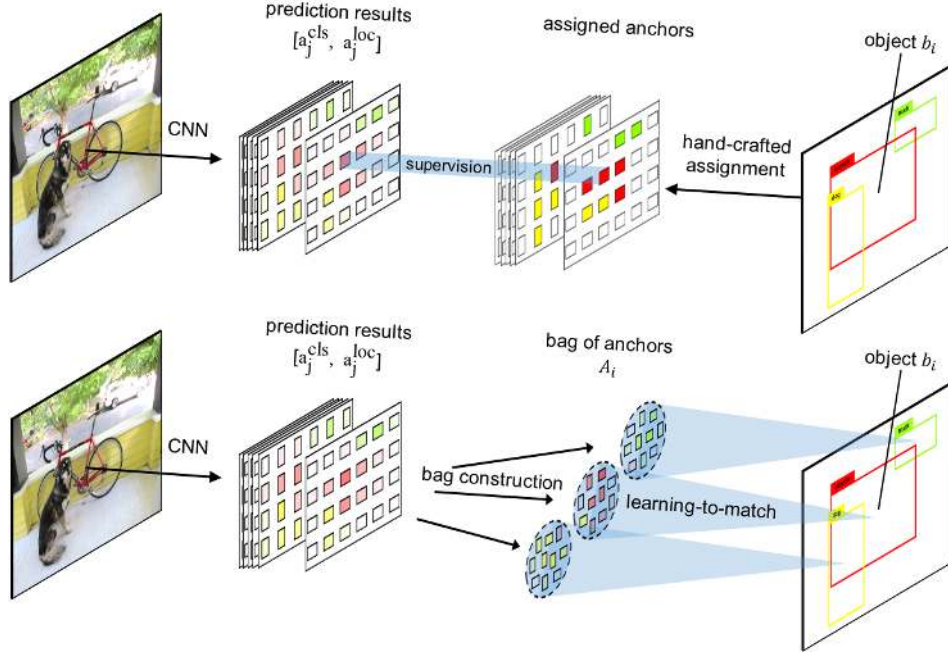 prediction results
[a_j^cls, a_j^loc]
assigned anchors
object b_i
CNN
supervision
hand-crafted
assignment
dog
prediction results
[a_j^cls, a_j^loc]
bag of anchors
A_i
object b_i
CNN
bag construction
learning-to-match